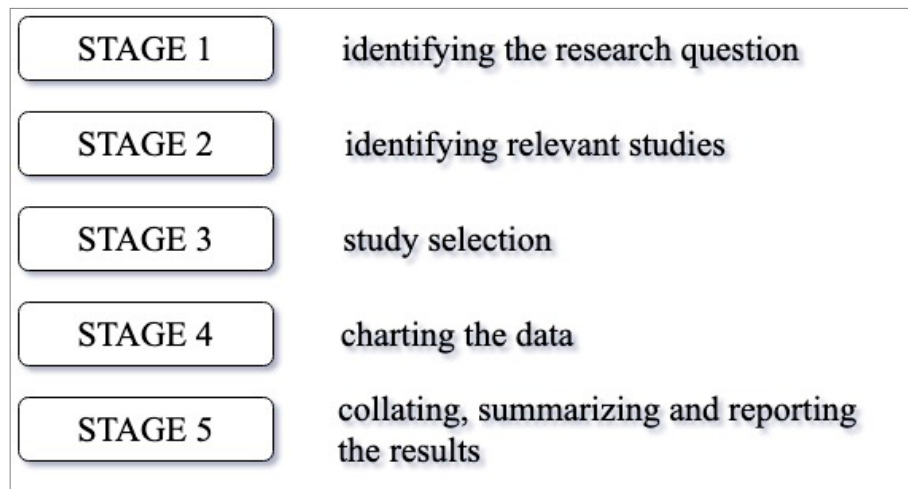 STAGE 1 identifying the research question
STAGE 2 identifying relevant studies
STAGE 3 study selection
STAGE 4 charting the data
STAGE 5 collating, summarizing and reporting
the results